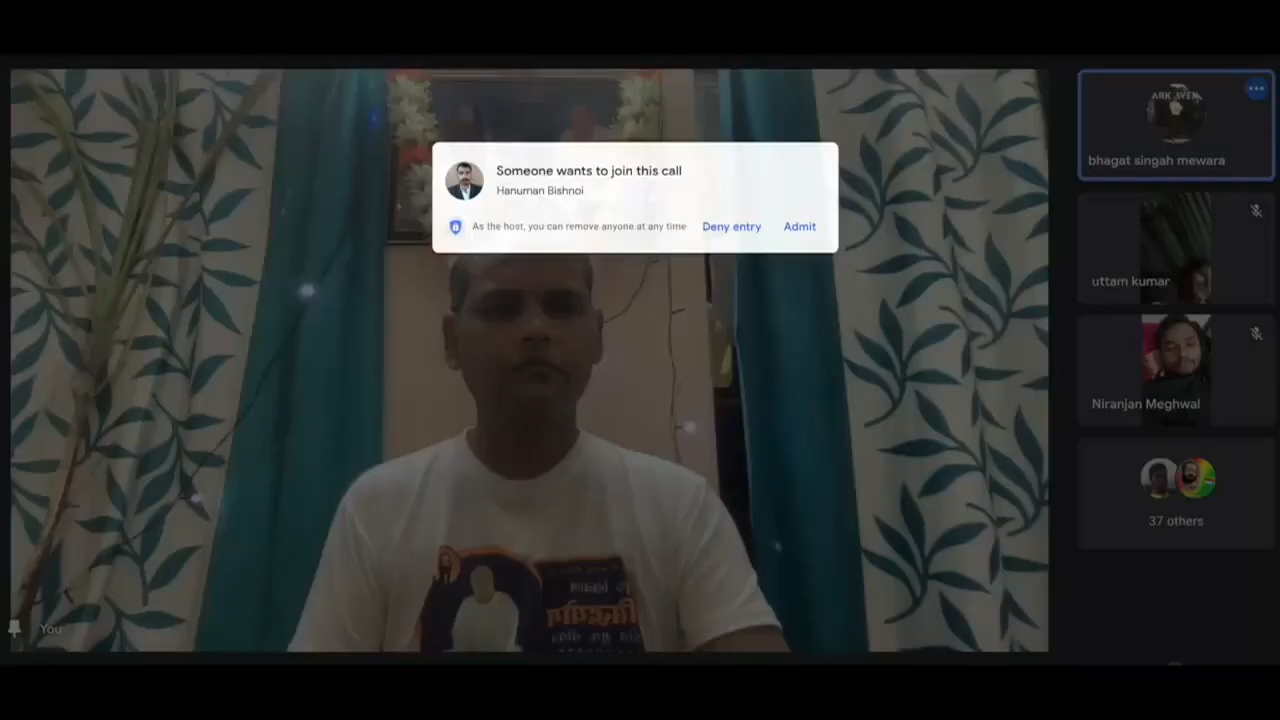 Someone wants to join this call
Hanuman Bishnoi
As the host, you can remove anyone at any time
Deny entry
Admit
bhagat singah mewara
uttam kumar
Niranjan Meghwal
37 others
You